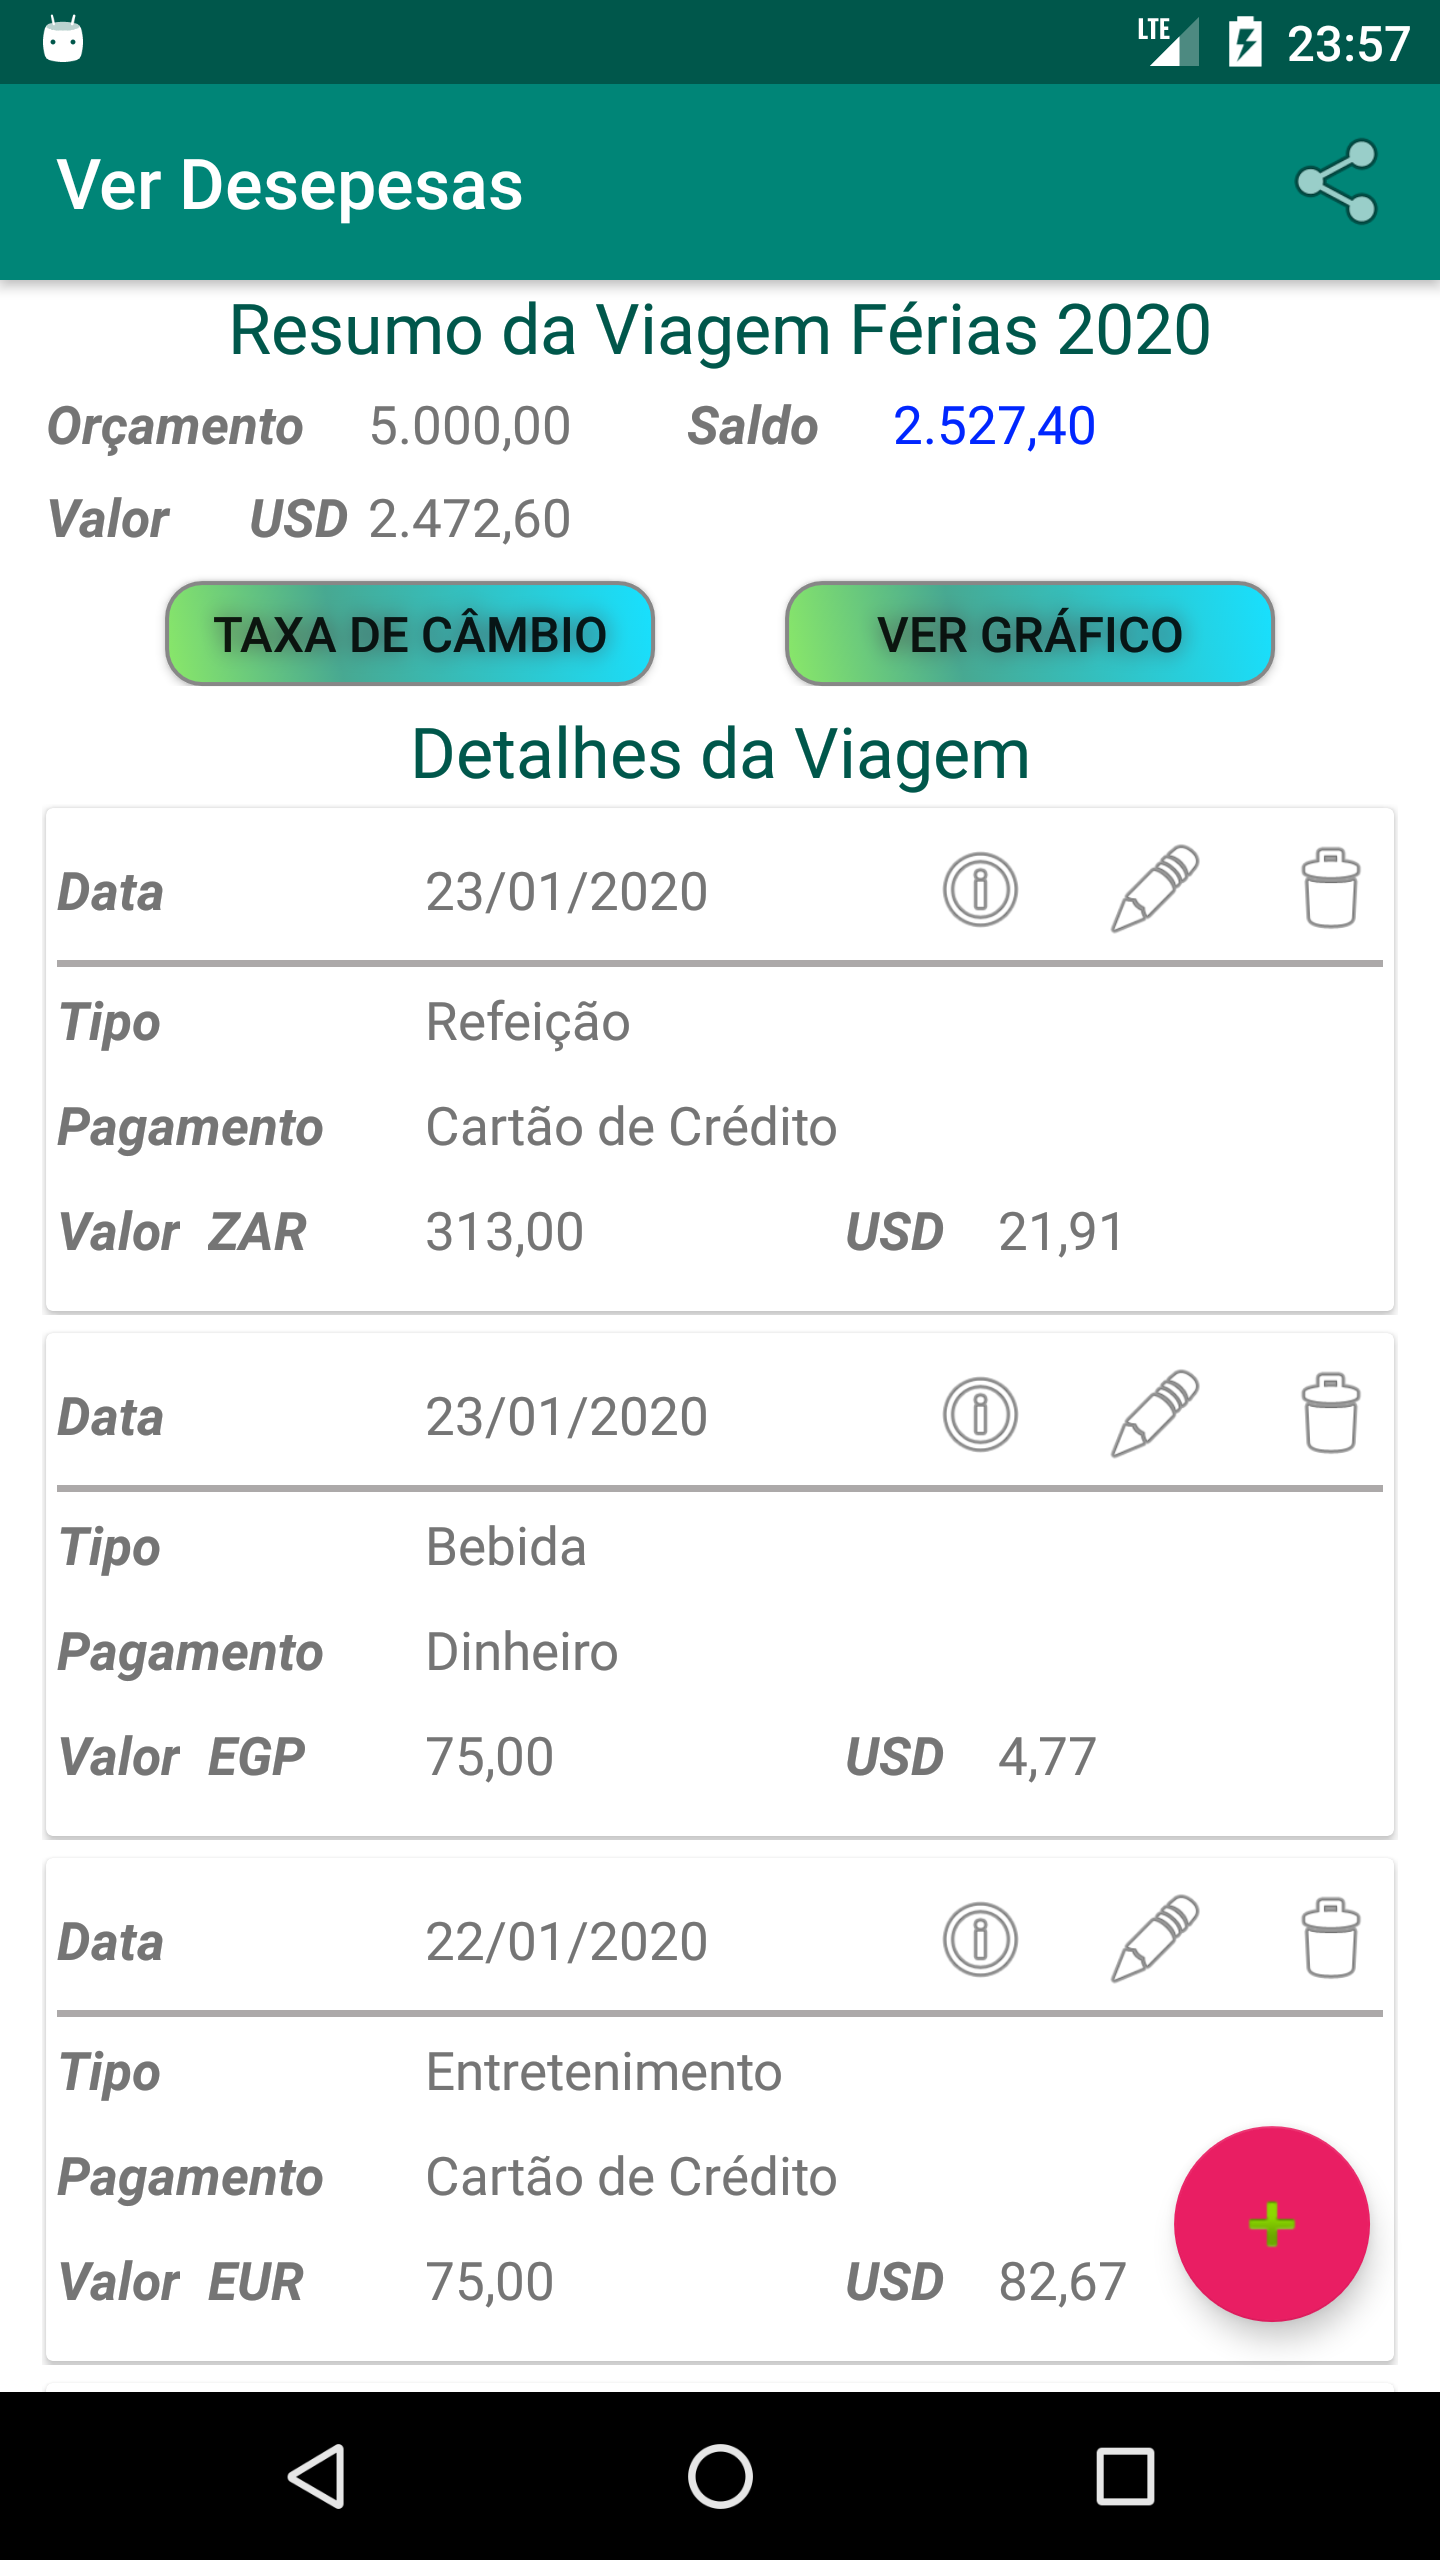 LTE 23:57
Ver Desepesas
Resumo da Viagem Férias 2020
Orçamento 5.000,00 Saldo 2.527,40
Valor USD 2.472,60
TAXA DE CÂMBIO VER GRÁFICO
Detalhes da Viagem
Data 23/01/2020
Tipo Refeição
Pagamento Cartão de Crédito
Valor ZAR 313,00 USD 21,91
Data 23/01/2020
Tipo Bebida
Pagamento Dinheiro
Valor EGP 75,00 USD 4,77
Data 22/01/2020
Tipo Entretenimento
Pagamento Cartão de Crédito
Valor EUR 75,00 USD 82,67